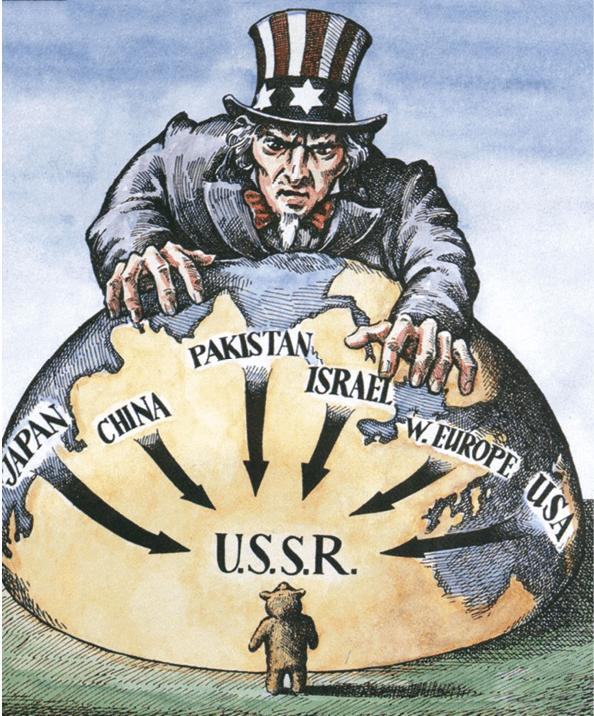 PAKISTAN
ISRAEL
CHINA
JAPAN
W. EUROPE
USA
U.S.S.R.